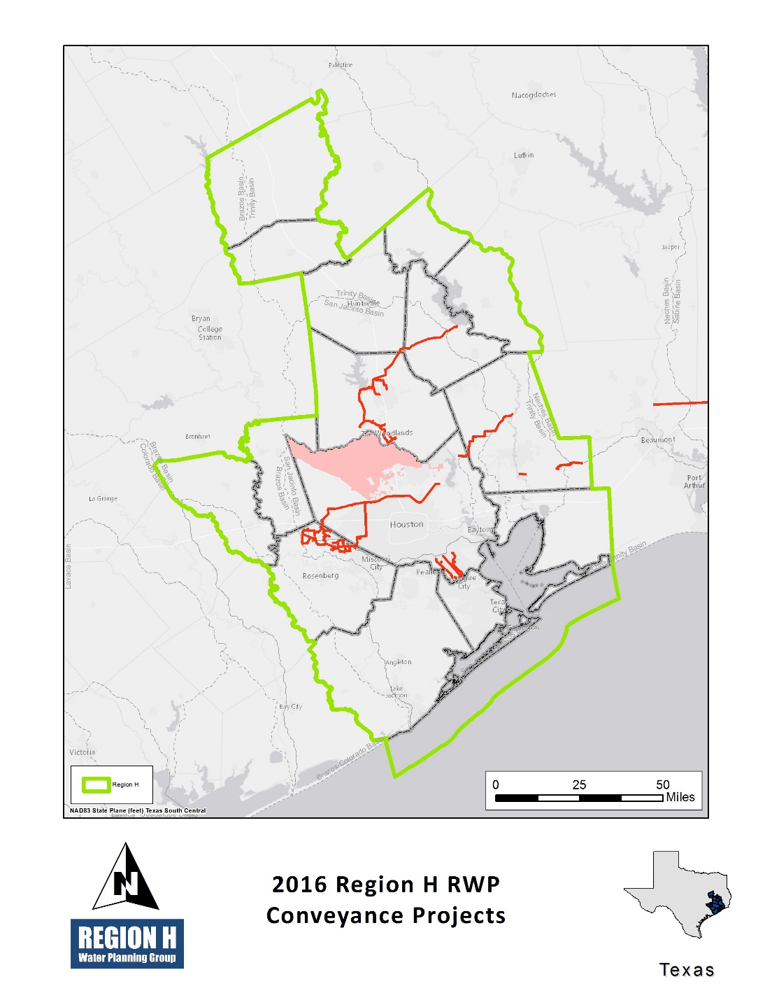 Palestine
Nacogdoches
Lufkin
Brazos Basin
Trinity Basin
Jasper
Neches Basin
Sabine Basin
Trinity Basin
Huntsville
San Jacinto Basin
Bryan
College
Station
Neches Basin
Trinity Basin
The Woodlands
Brenham
Beaumont
Brazos Basin
Colorado Basin
San Jacinto Basin
Brazos Basin
Port
Arthur
La Grange
Houston
Baytown
Lavaca Basin
Missouri
City
Rosenberg
Pearland
League
City
Texas
City
Galveston
Angleton
Lake
Jackson
Bay City
Brazos-Colorado Basin
Victoria
Region H
0 25 50
Miles
NAD83 State Plane (feet) Texas South Central
Lavaca Guadalupe Basin
N
REGION H
Water Planning Group
2016 Region H RWP
Conveyance Projects
Texas